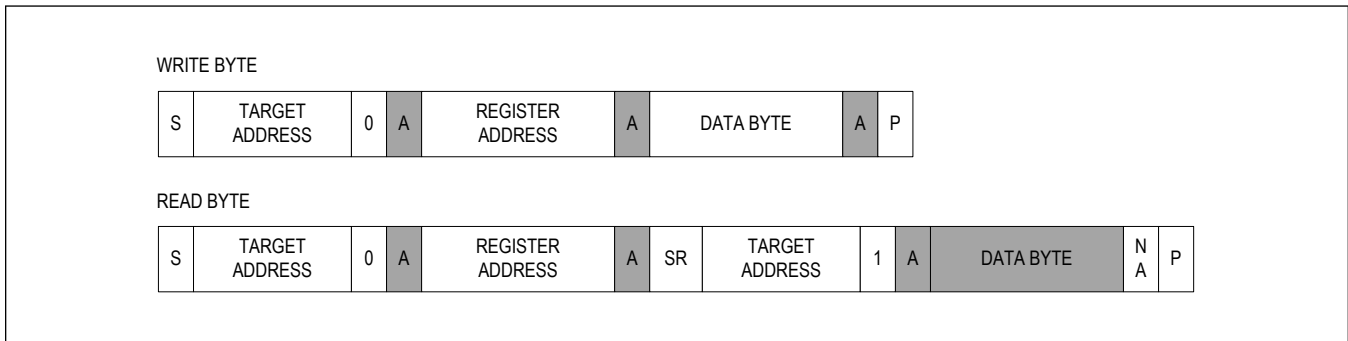 WRITE BYTE
S TARGET ADDRESS 0 A REGISTER ADDRESS A DATA BYTE A P
READ BYTE
S TARGET ADDRESS 0 A REGISTER ADDRESS A SR TARGET ADDRESS 1 A DATA BYTE NA P